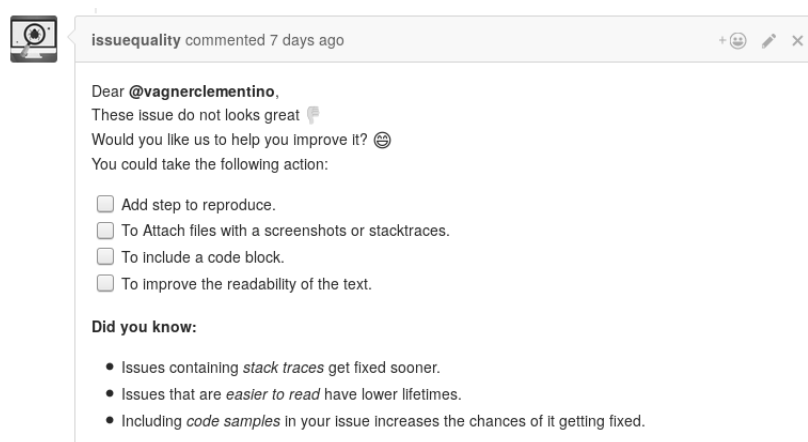 issuequality commented 7 days ago
Dear @vagnerclementino,
These issue do not looks great
Would you like us to help you improve it?
You could take the following action:
Add step to reproduce.
To Attach files with a screenshots or stacktraces.
To include a code block.
To improve the readability of the text.
Did you know:
Issues containing stack traces get fixed sooner.
Issues that are easier to read have lower lifetimes.
Including code samples in your issue increases the chances of it getting fixed.